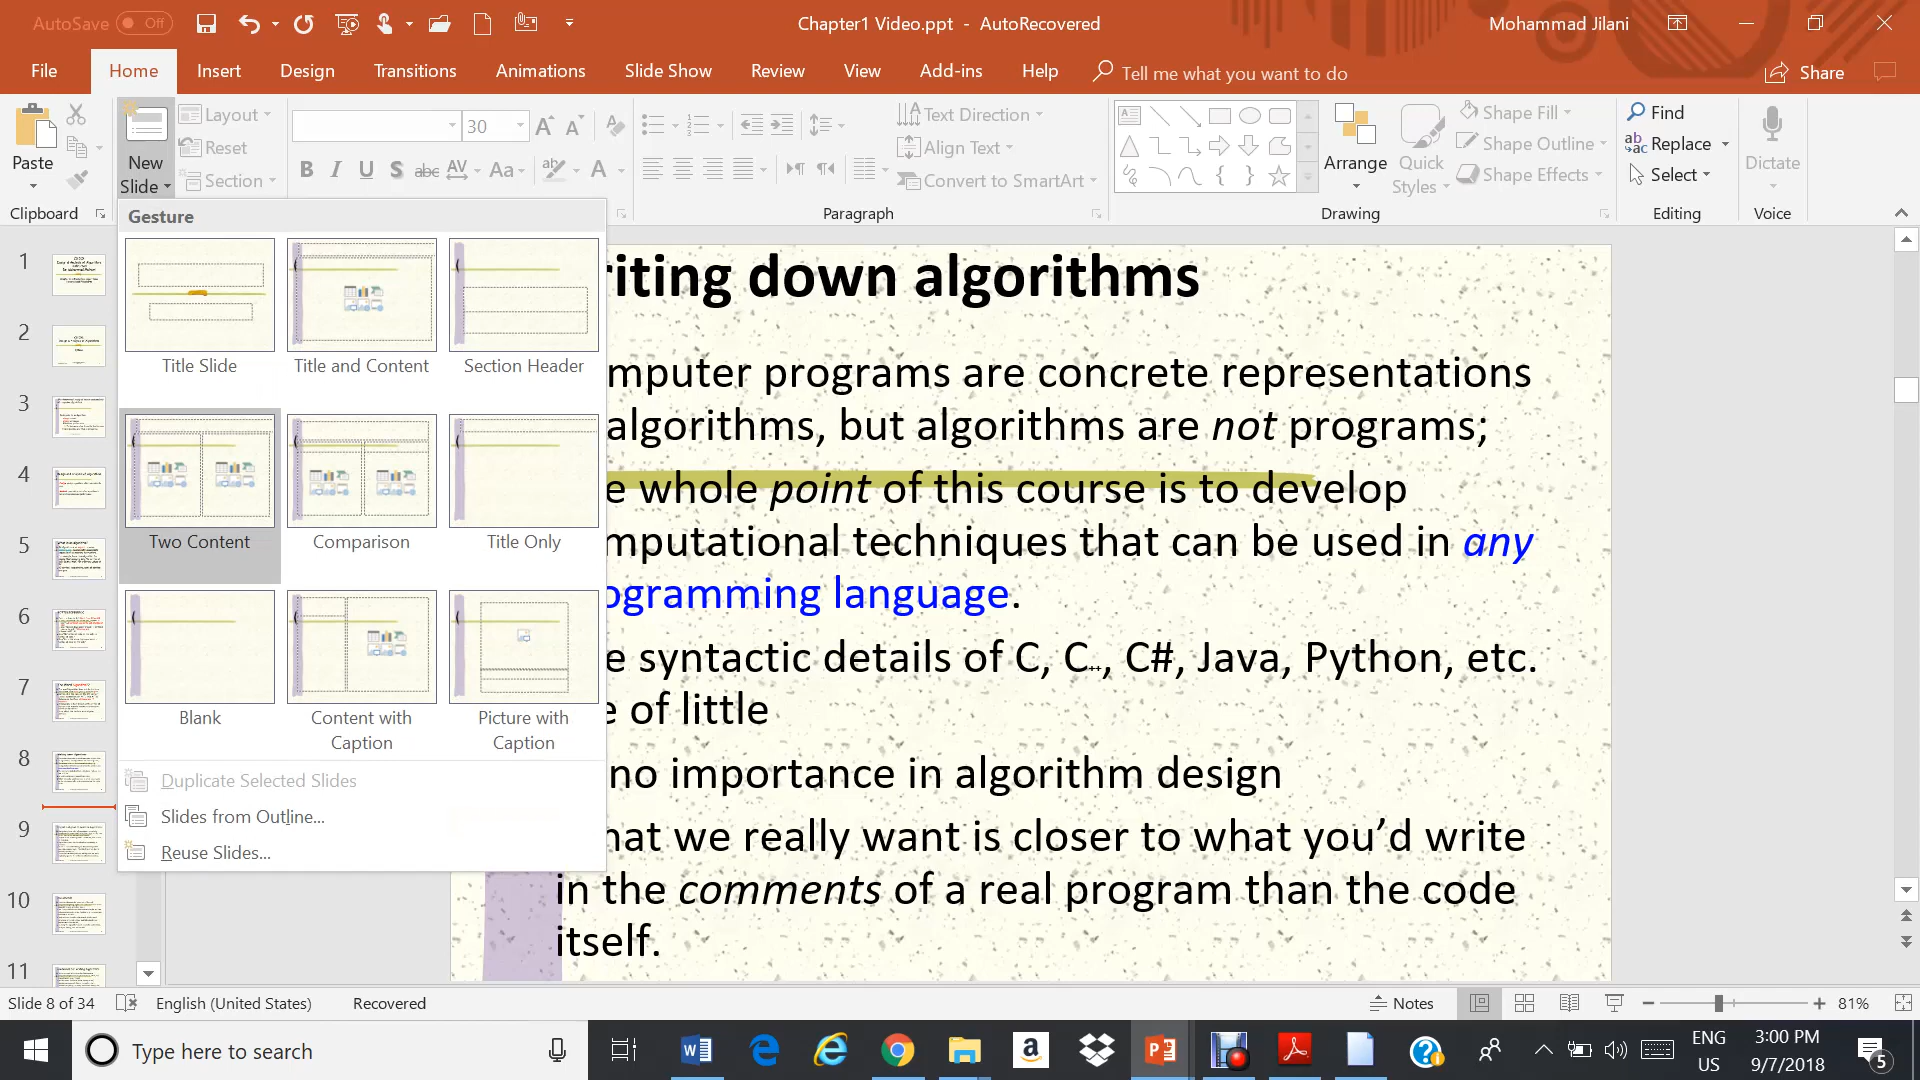 AutoSave Off
Chapter1 Video.ppt - AutoRecovered
Mohammad Jilani
File Home Insert Design Transitions Animations Slide Show Review View Add-ins Help Tell me what you want to do Share
Paste
Clipboard
New Slide
Layout
Reset
Section
30
Text Direction
Align Text
Convert to SmartArt
Paragraph
Arrange
Quick Styles
Shape Fill
Shape Outline
Shape Effects
Drawing
Find
Replace
Select
Editing
Dictate
Voice
Gesture
Title Slide
Title and Content
Section Header
Two Content
Comparison
Title Only
Blank
Content with Caption
Picture with Caption
Duplicate Selected Slides
Slides from Outline...
Reuse Slides...
1
2
3
4
5
6
7
8
9
10
11
riting down algorithms
mputer programs are concrete representations
algorithms, but algorithms are not programs;
e whole point of this course is to develop
mputational techniques that can be used in any
ogramming language.
e syntactic details of C, C++, C#, Java, Python, etc.
e of little
no importance in algorithm design
hat we really want is closer to what you’d write
in the comments of a real program than the code
itself.
Slide 8 of 34 English (United States) Recovered
Notes 81%
Type here to search
ENG
US
3:00 PM
9/7/2018
5